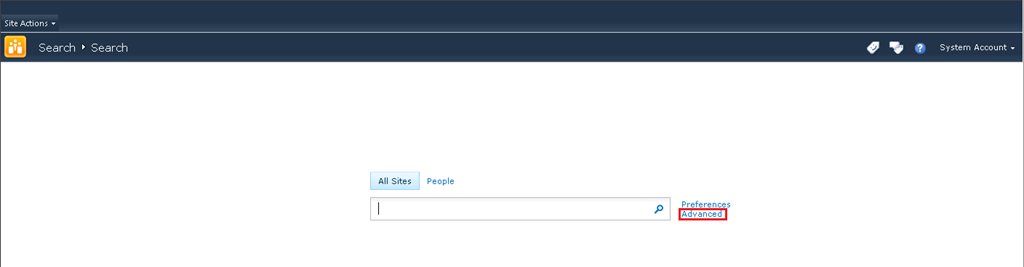 Site Actions
Search Search System Account
All Sites People
Preferences
Advanced